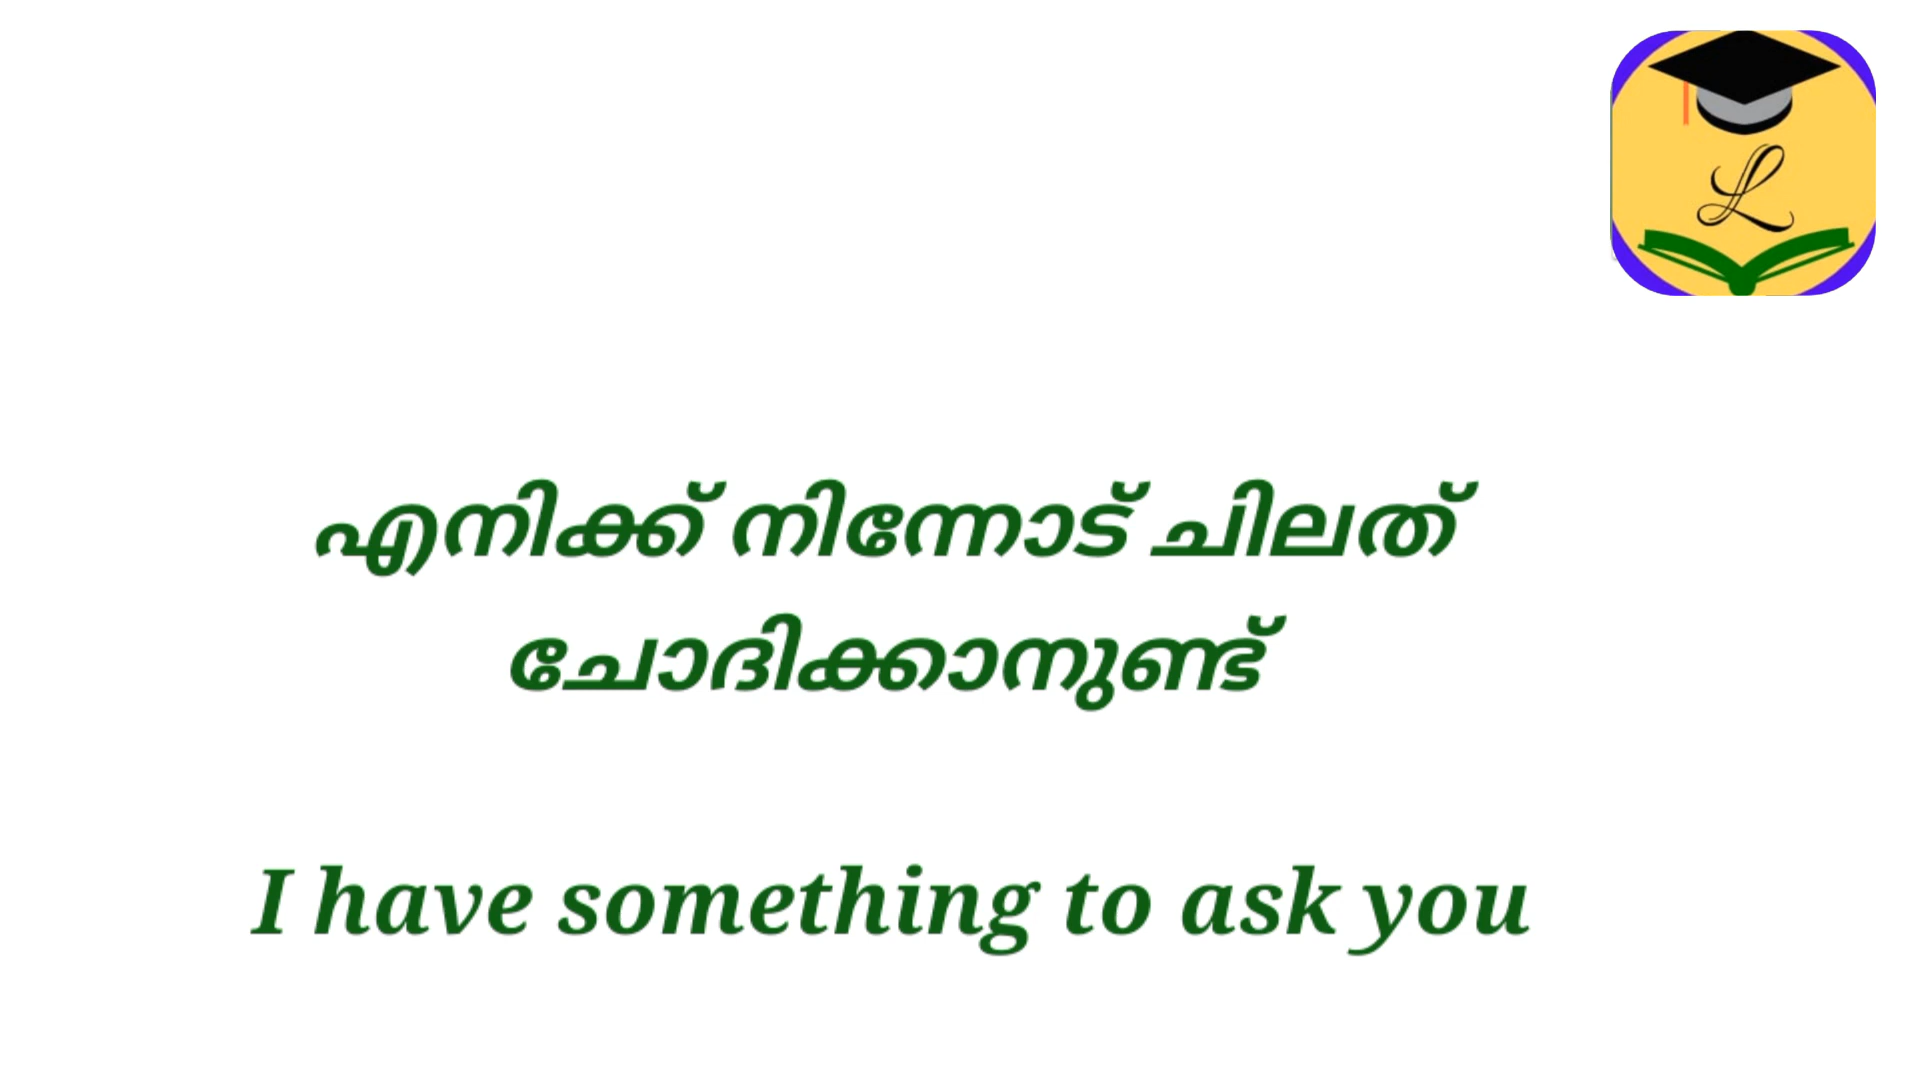 എനിക്ക് നിന്നോട് ചിലത്
ചോദിക്കാനുണ്ട്
I have something to ask you
L